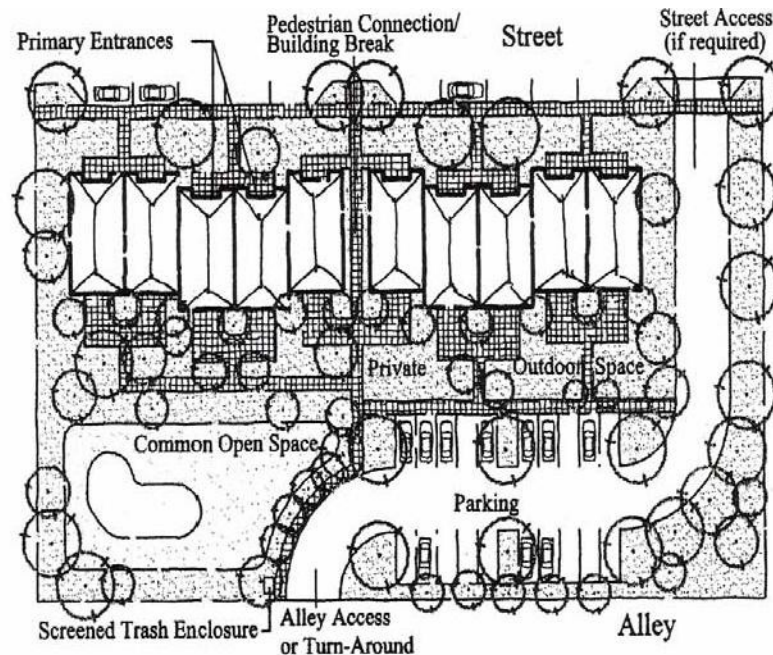 Pedestrian Connection/
Building Break
Primary Entrances
Street
Street Access
(if required)
Private
Outdoor Space
Common Open Space
Parking
Screened Trash Enclosure
Alley Access
or Turn-Around
Alley